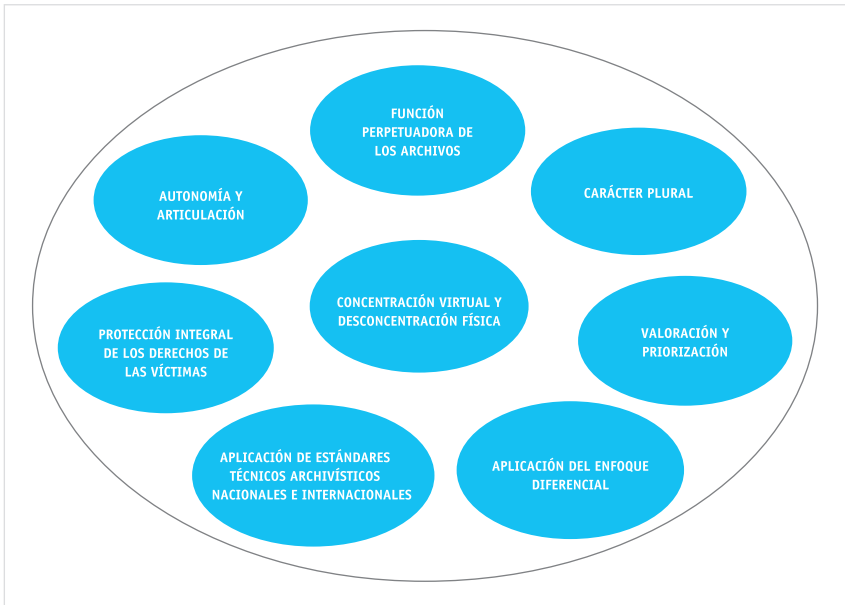 FUNCIÓN
PERPETUADORA DE
LOS ARCHIVOS
AUTONOMÍA Y
ARTICULACIÓN
CARÁCTER PLURAL
CONCENTRACIÓN VIRTUAL Y
DESCONCENTRACIÓN FÍSICA
PROTECCIÓN INTEGRAL
DE LOS DERECHOS DE
LAS VÍCTIMAS
VALORACIÓN Y
PRIORIZACIÓN
APLICACIÓN DE ESTÁNDARES
TÉCNICOS ARCHIVÍSTICOS
NACIONALES E INTERNACIONALES
APLICACIÓN DEL ENFOQUE
DIFERENCIAL